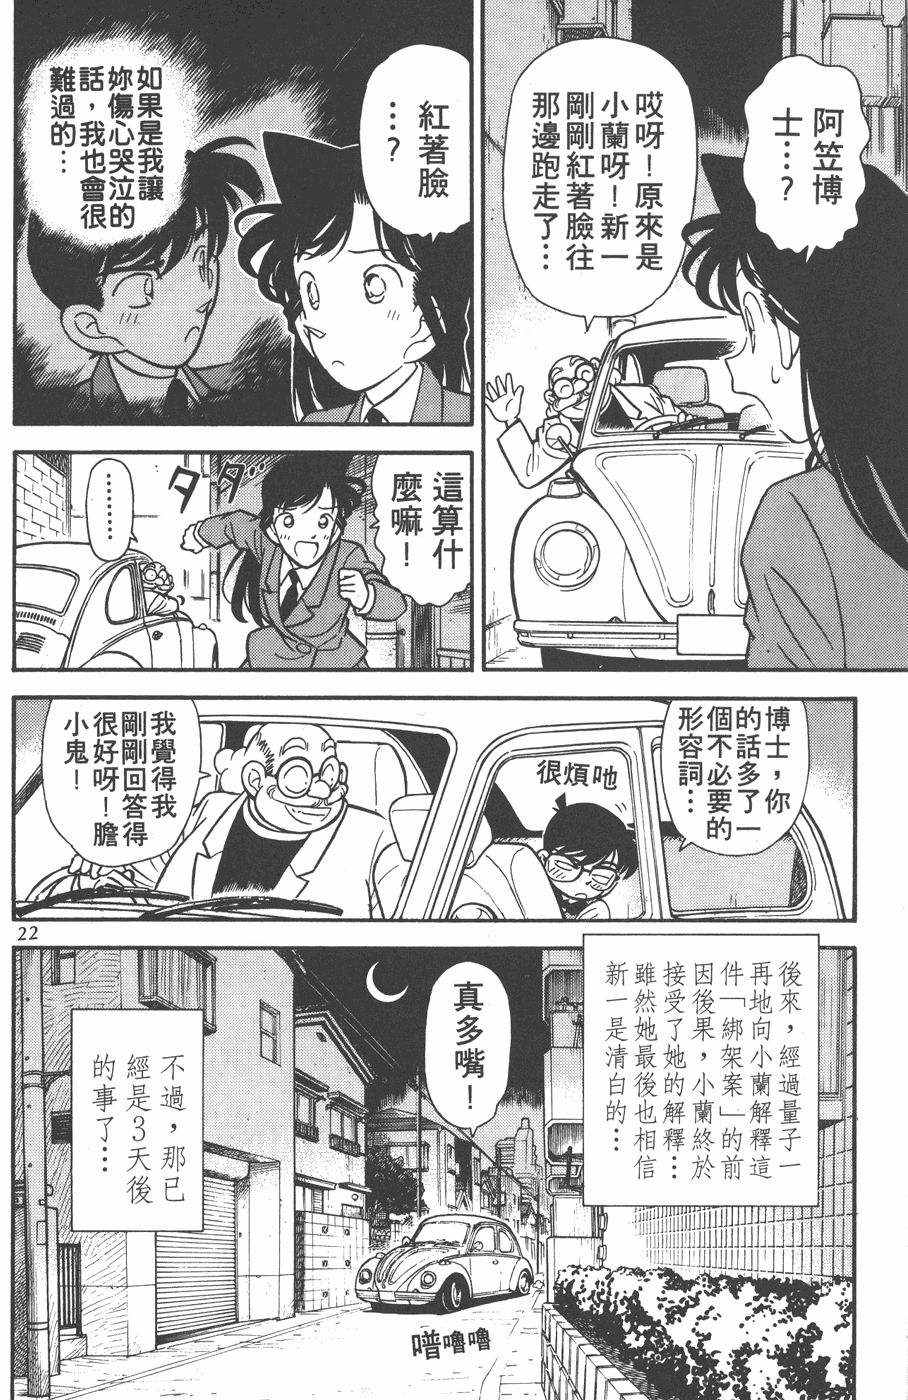 阿笠博
士…?
哎呀!原來是
小蘭呀!新一
剛剛紅著臉往
那邊跑走了…
紅著臉
…?
如果是我讓
妳傷心哭泣的
話,我也會很
難過的…
這算什
麼嘛!
タタ…
………
博士,你
的話多了一
個不必要的
形容詞…
很煩吔
我覺得我
剛剛回答得
很好呀!膽
小鬼!
22
後來,經過量子一
再地向小蘭解釋這
件「綁架案」的前
因後果,小蘭終於
接受了她的解釋…
雖然她最後也相信
新一是清白的…
真多嘴!
不過,那已
經是3天後
的事了…
噜嚕嚕